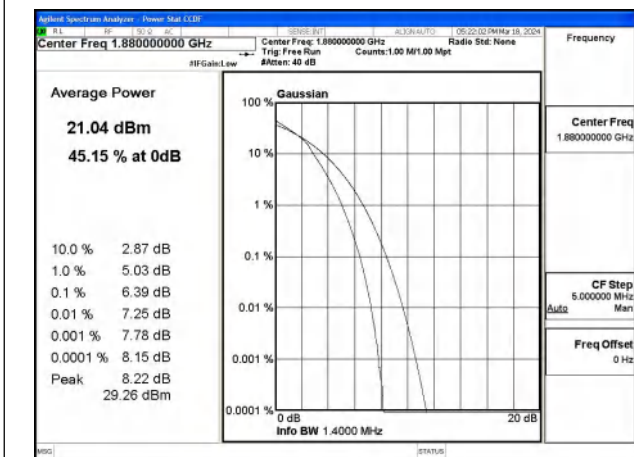 Agilent Spectrum Analyzer - Power Stat CCDF
RL RF 50 Ω AC SENSE:INT ALIGN AUTO 05:22:02 PM Mar 18, 2024
Center Freq 1.880000000 GHz
Center Freq: 1.880000000 GHz Radio Std: None
Trig: Free Run Counts:1.00 M/1.00 Mpt
#IFGain:Low #Atten: 40 dB
Frequency
Average Power
21.04 dBm
45.15 % at 0dB
10.0 % 2.87 dB
1.0 % 5.03 dB
0.1 % 6.39 dB
0.01 % 7.25 dB
0.001 % 7.78 dB
0.0001 % 8.15 dB
Peak 8.22 dB
29.26 dBm
Gaussian
100 %
10 %
1 %
0.1 %
0.01 %
0.001 %
0.0001 %
0 dB 20 dB
Info BW 1.4000 MHz
Center Freq
1.880000000 GHz
CF Step
5.000000 MHz
Auto Man
Freq Offset
0 Hz
MSG STATUS